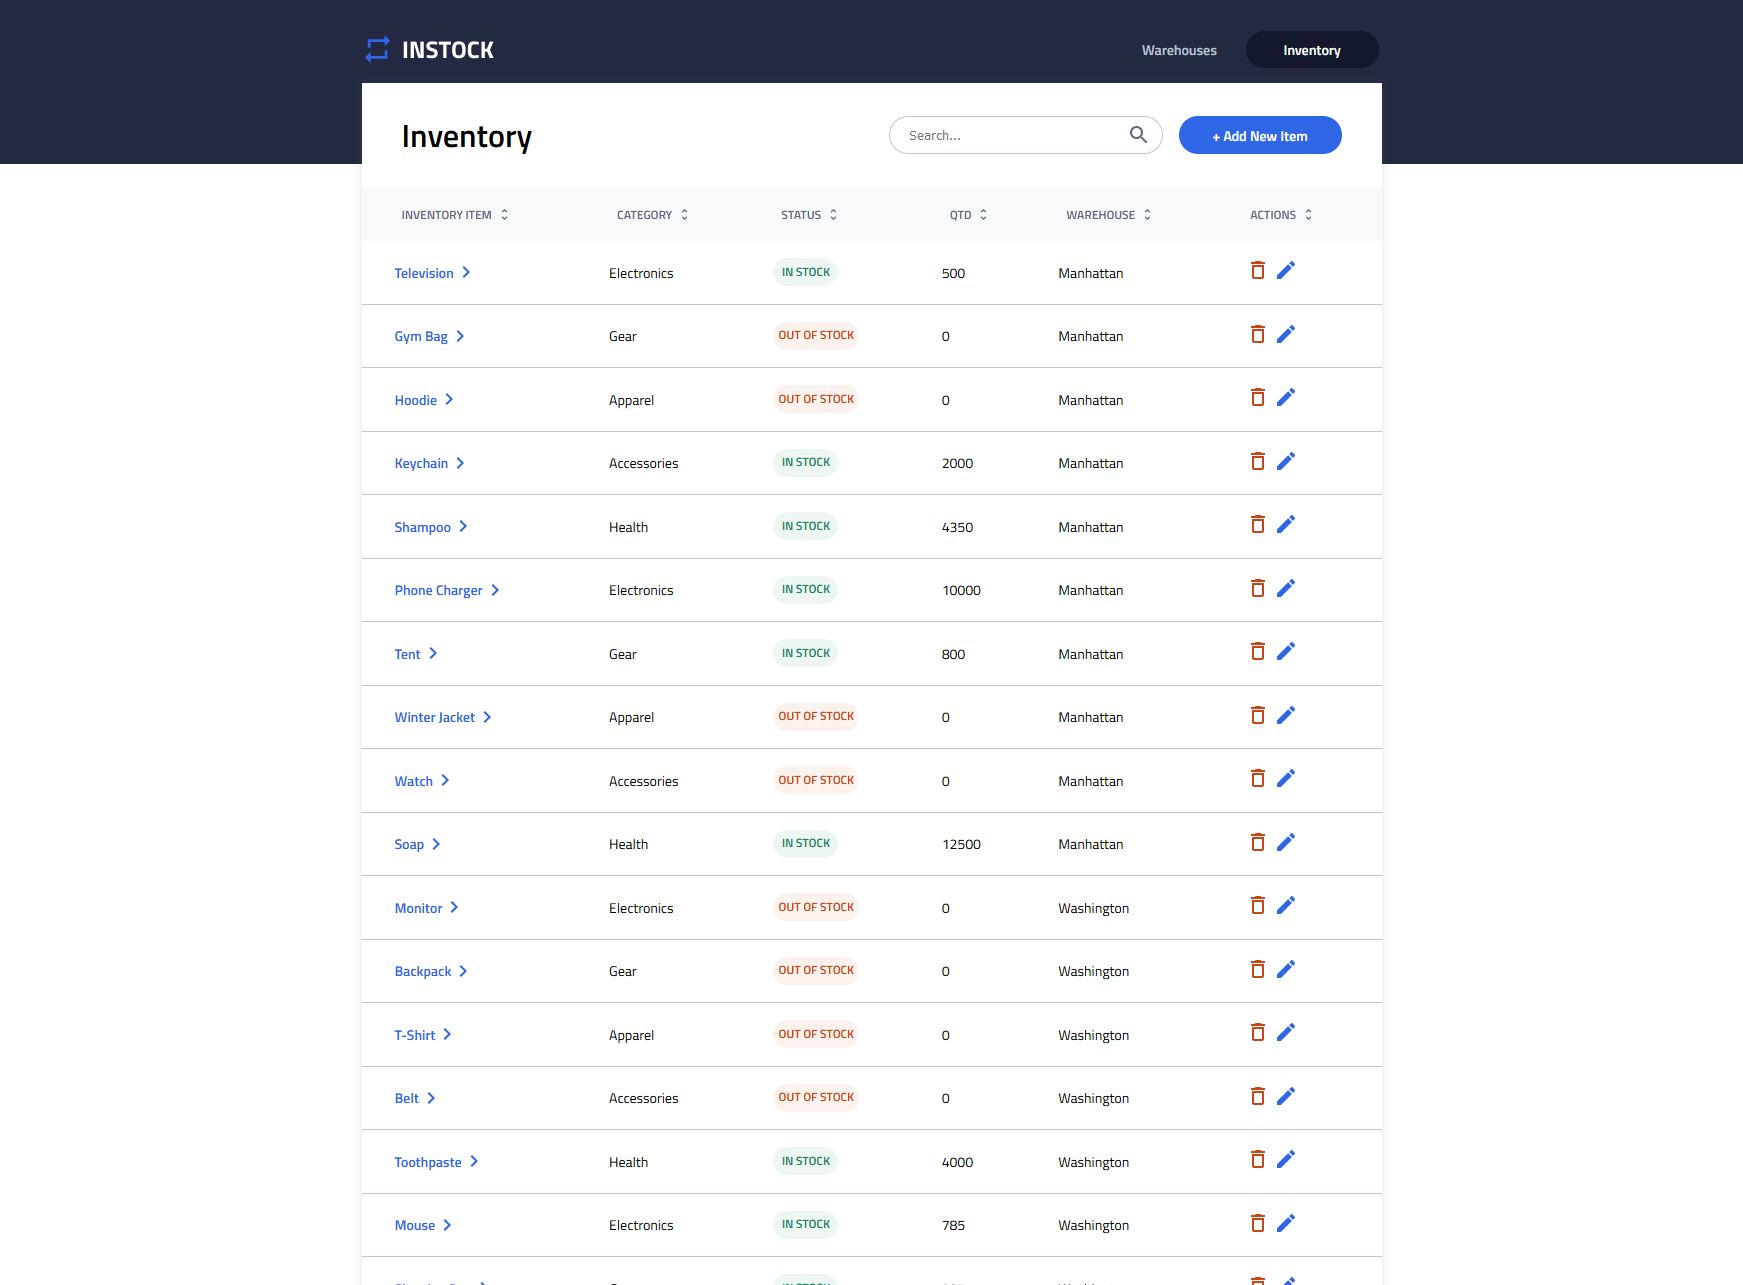 INSTOCK
Warehouses Inventory
Inventory Search... + Add New Item
INVENTORY ITEM CATEGORY STATUS QTD WAREHOUSE ACTIONS
Television Electronics IN STOCK 500 Manhattan
Gym Bag Gear OUT OF STOCK 0 Manhattan
Hoodie Apparel OUT OF STOCK 0 Manhattan
Keychain Accessories IN STOCK 2000 Manhattan
Shampoo Health IN STOCK 4350 Manhattan
Phone Charger Electronics IN STOCK 10000 Manhattan
Tent Gear IN STOCK 800 Manhattan
Winter Jacket Apparel OUT OF STOCK 0 Manhattan
Watch Accessories OUT OF STOCK 0 Manhattan
Soap Health IN STOCK 12500 Manhattan
Monitor Electronics OUT OF STOCK 0 Washington
Backpack Gear OUT OF STOCK 0 Washington
T-Shirt Apparel OUT OF STOCK 0 Washington
Belt Accessories OUT OF STOCK 0 Washington
Toothpaste Health IN STOCK 4000 Washington
Mouse Electronics IN STOCK 785 Washington